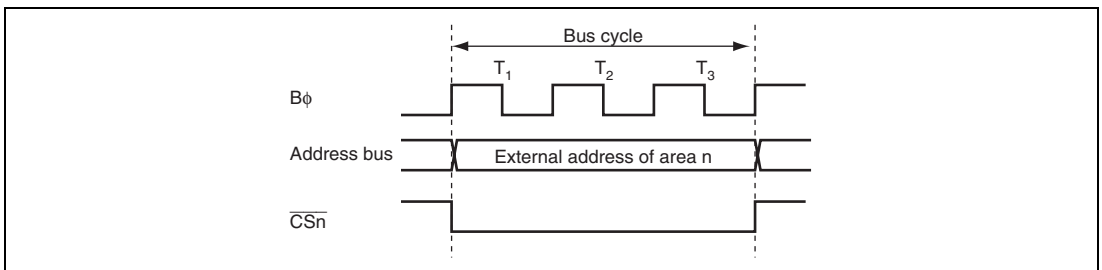 Bus cycle
T1 T2 T3
Bφ
Address bus External address of area n
CSn